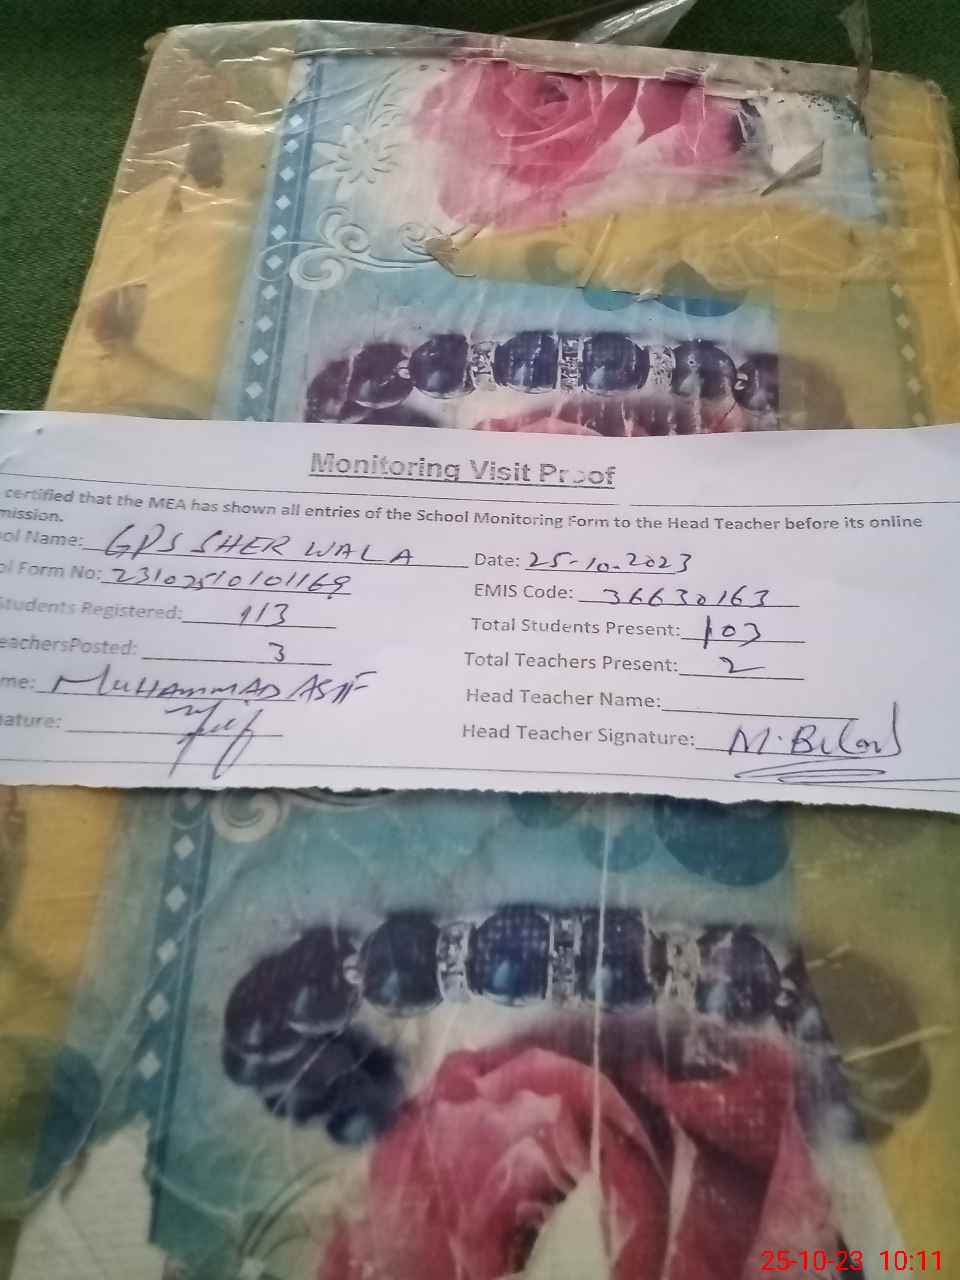 Monitoring Visit Proof
certified that the MEA has shown all entries of the School Monitoring Form to the Head Teacher before its online
mission.
ol Name: GPS SHER WALA Date: 25-10-2023
ol Form No: 23102510101169 EMIS Code: 36630163
Students Registered: 113 Total Students Present: 103
eachersPosted: 3 Total Teachers Present: 2
me: MUHAMMAD ASIF Head Teacher Name:
nature: Head Teacher Signature: M. Bilal
25-10-23 10:11